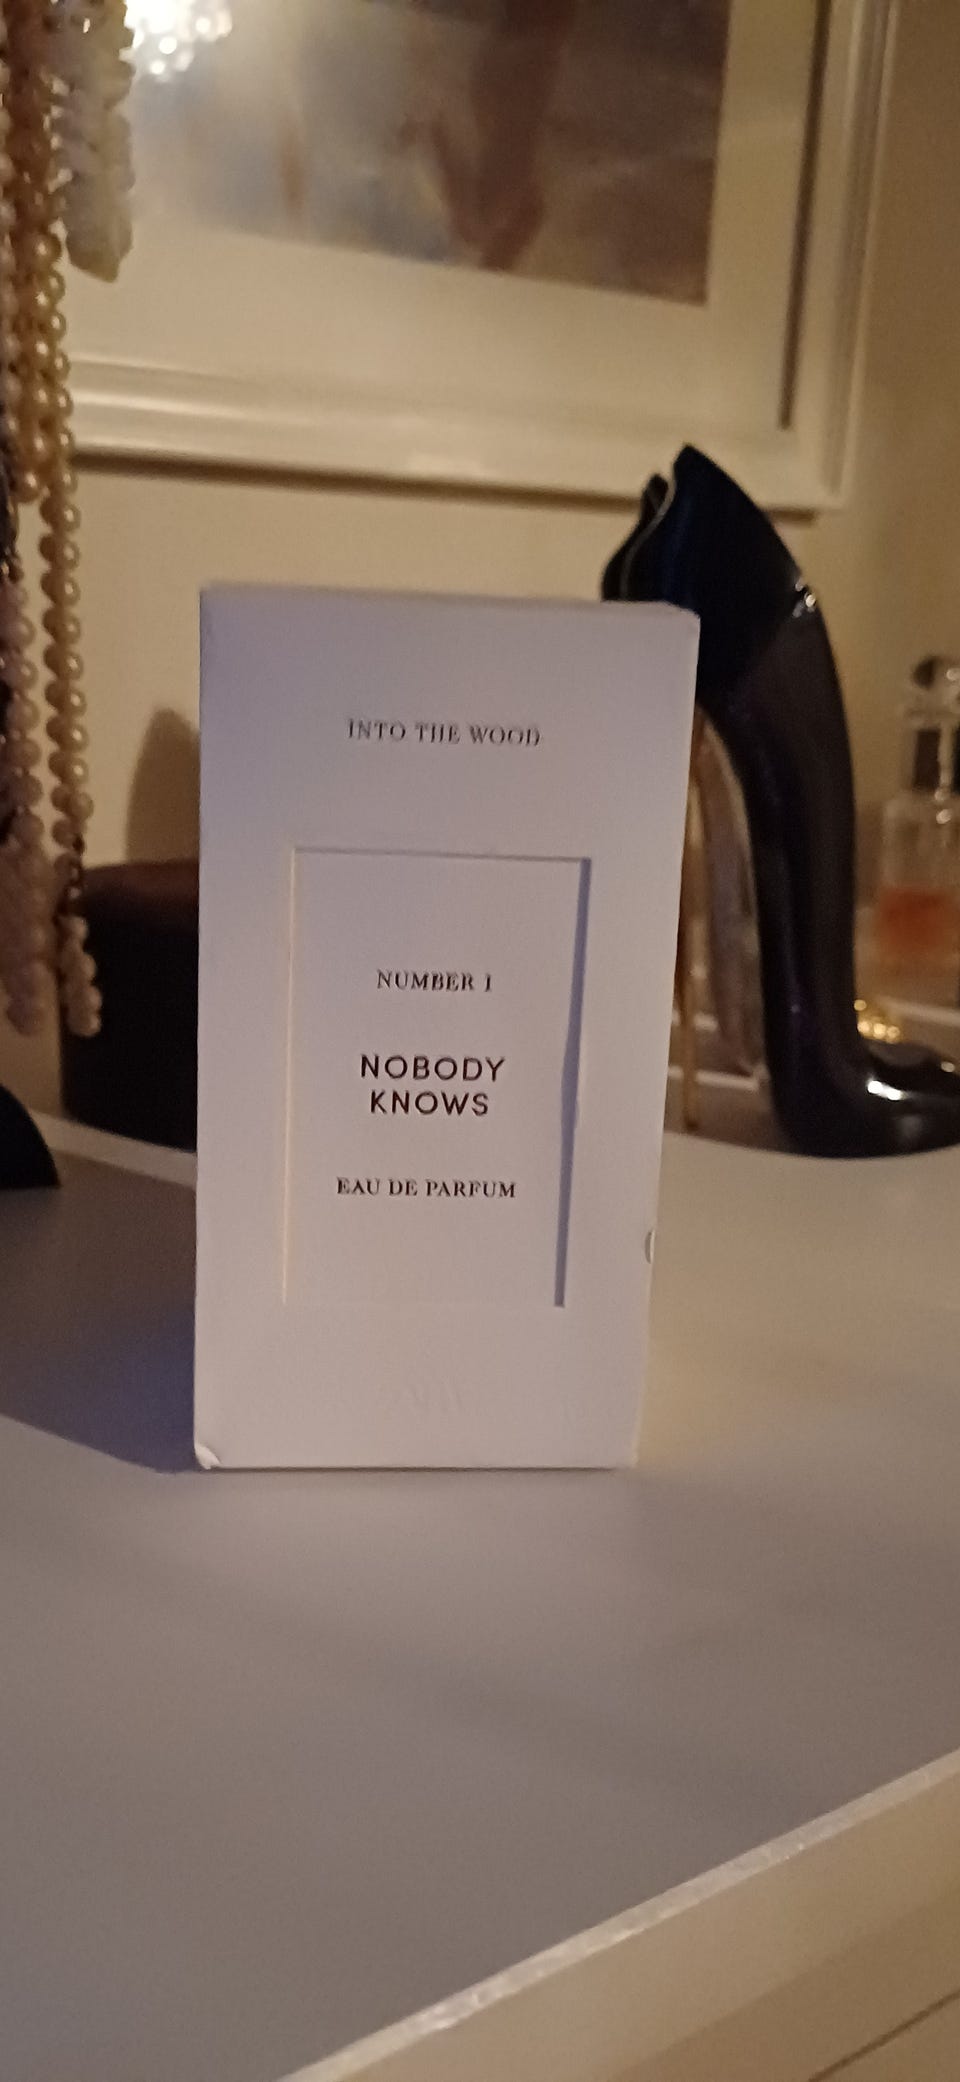 INTO THE WOOD
NUMBER 1
NOBODY
KNOWS
EAU DE PARFUM